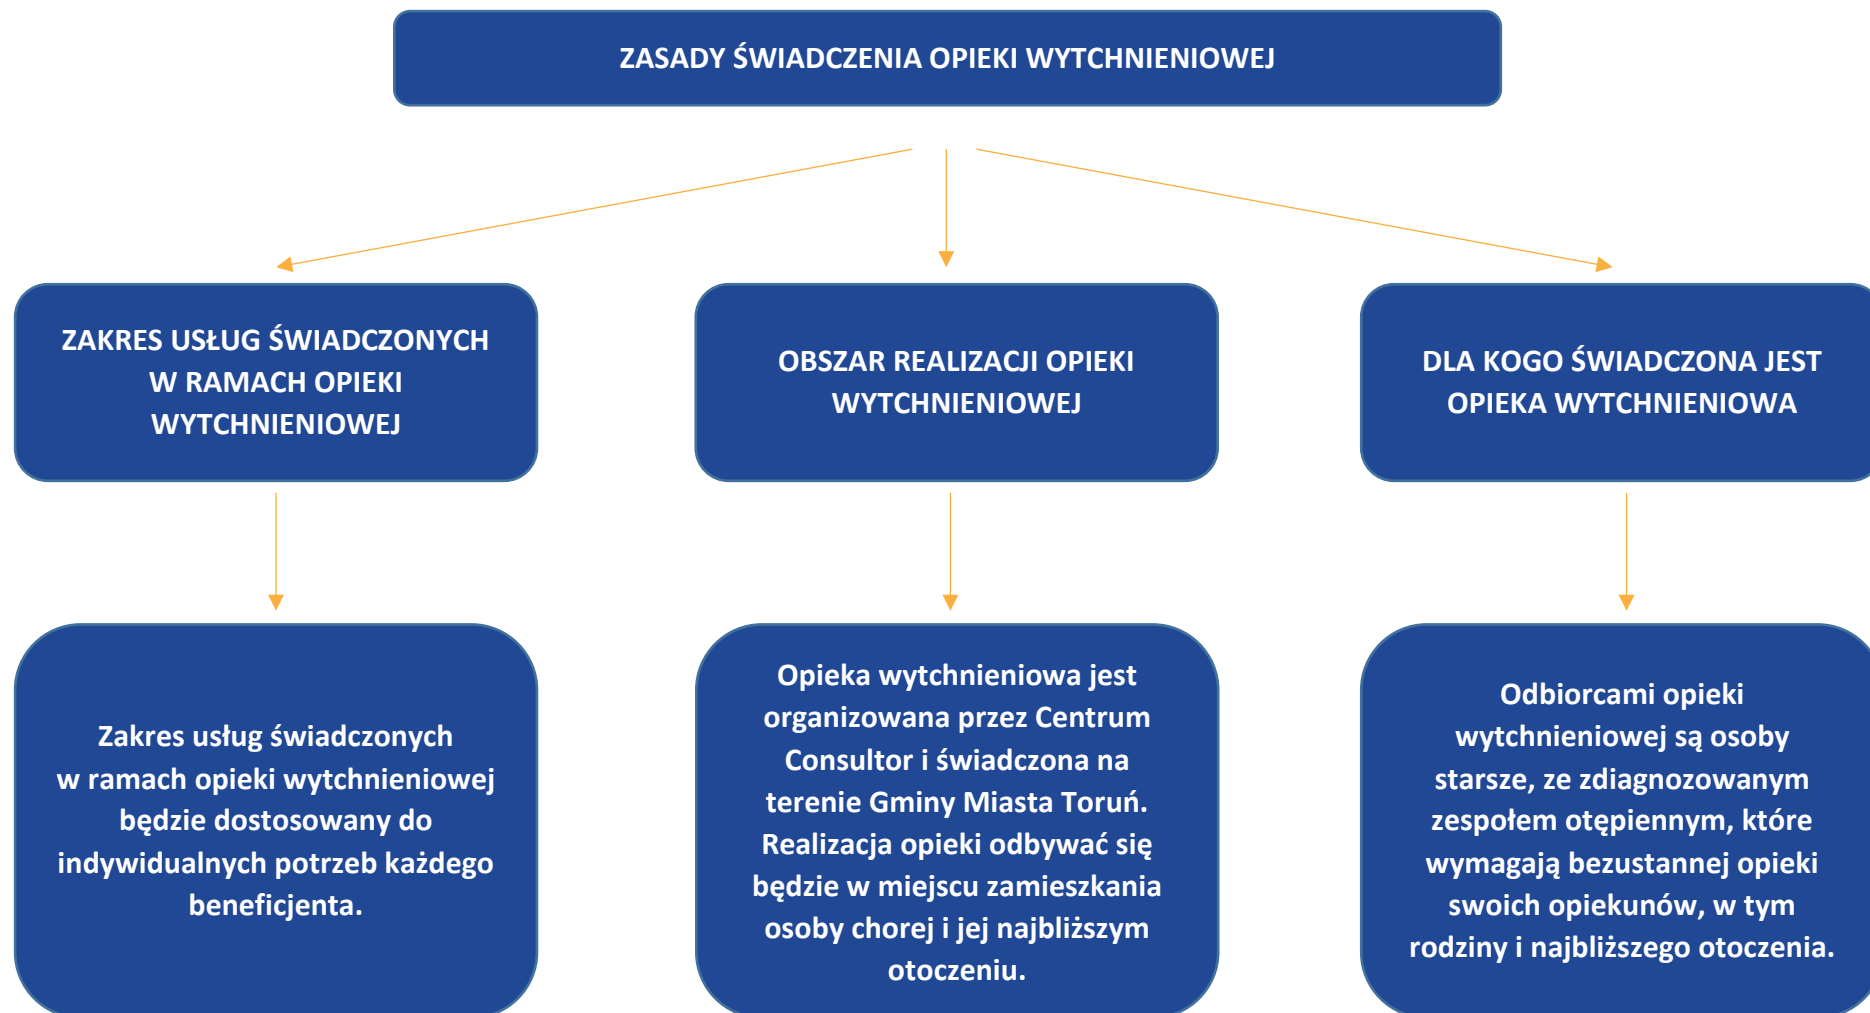 ZASADY ŚWIADCZENIA OPIEKI WYTCHNIENIOWEJ
ZAKRES USŁUG ŚWIADCZONYCH
W RAMACH OPIEKI
WYTCHNIENIOWEJ
OBSZAR REALIZACJI OPIEKI
WYTCHNIENIOWEJ
DLA KOGO ŚWIADCZONA JEST
OPIEKA WYTCHNIENIOWA
Zakres usług świadczonych
w ramach opieki wytchnieniowej
będzie dostosowany do
indywidualnych potrzeb każdego
beneficjenta.
Opieka wytchnieniowa jest
organizowana przez Centrum
Consultor i świadczona na
terenie Gminy Miasta Toruń.
Realizacja opieki odbywać się
będzie w miejscu zamieszkania
osoby chorej i jej najbliższym
otoczeniu.
Odbiorcami opieki
wytchnieniowej są osoby
starsze, ze zdiagnozowanym
zespołem otępiennym, które
wymagają bezustannej opieki
swoich opiekunów, w tym
rodziny i najbliższego otoczenia.